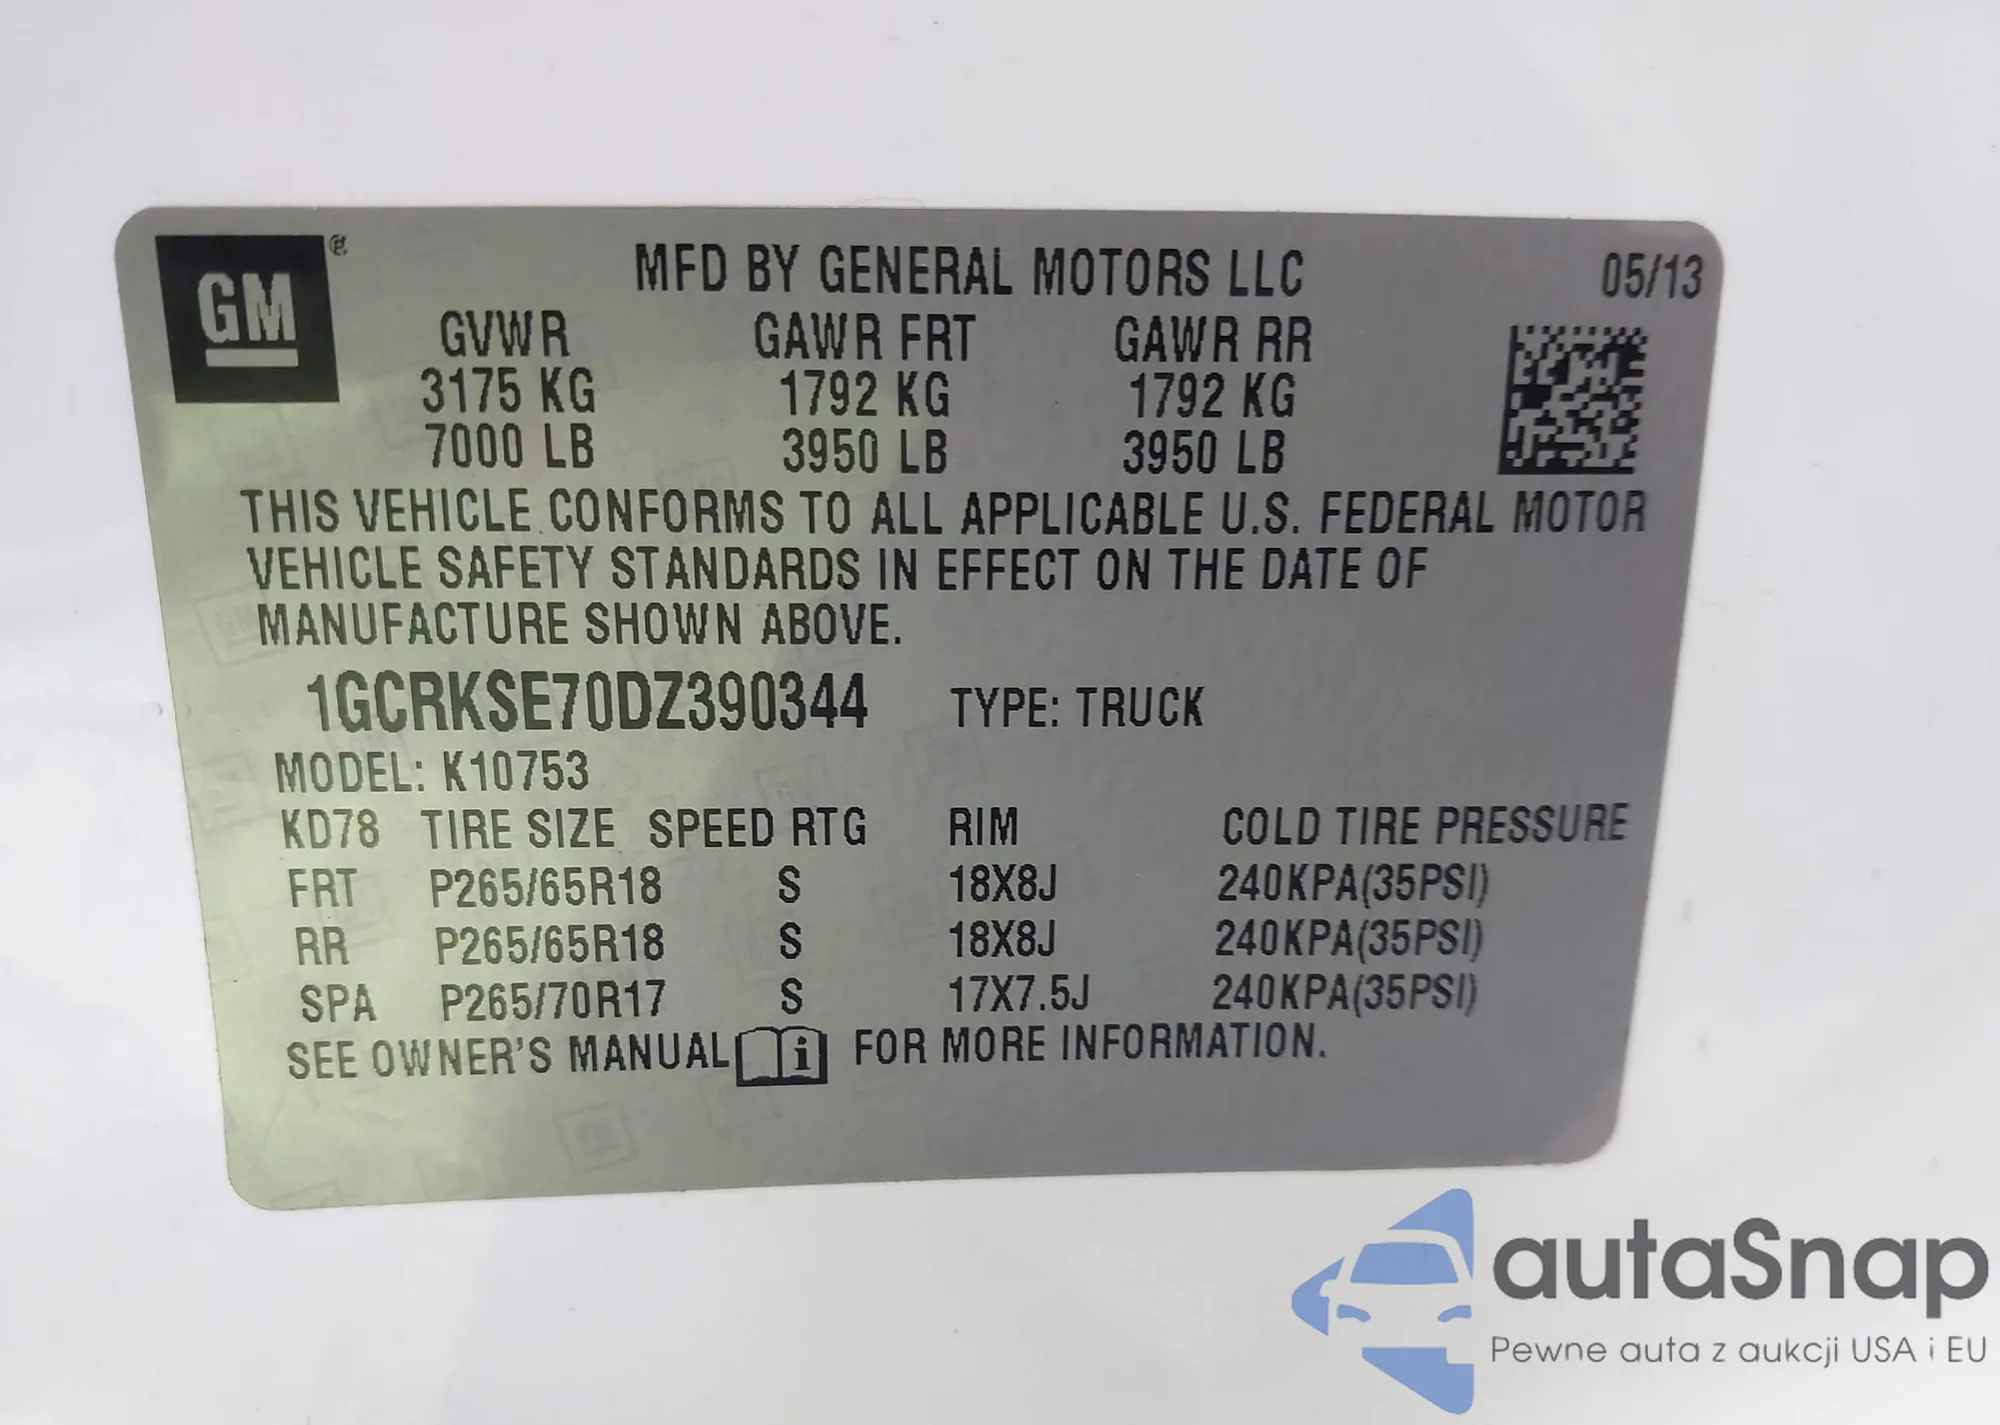 GM®
MFD BY GENERAL MOTORS LLC 05/13
GVWR GAWR FRT GAWR RR
3175 KG 1792 KG 1792 KG
7000 LB 3950 LB 3950 LB
THIS VEHICLE CONFORMS TO ALL APPLICABLE U.S. FEDERAL MOTOR
VEHICLE SAFETY STANDARDS IN EFFECT ON THE DATE OF
MANUFACTURE SHOWN ABOVE.
1GCRKSE70DZ390344 TYPE: TRUCK
MODEL: K10753
KD78 TIRE SIZE SPEED RTG RIM COLD TIRE PRESSURE
FRT P265/65R18 S 18X8J 240KPA(35PSI)
RR P265/65R18 S 18X8J 240KPA(35PSI)
SPA P265/70R17 S 17X7.5J 240KPA(35PSI)
SEE OWNER'S MANUAL i FOR MORE INFORMATION.
autaSnap
Pewne auta z aukcji USA i EU